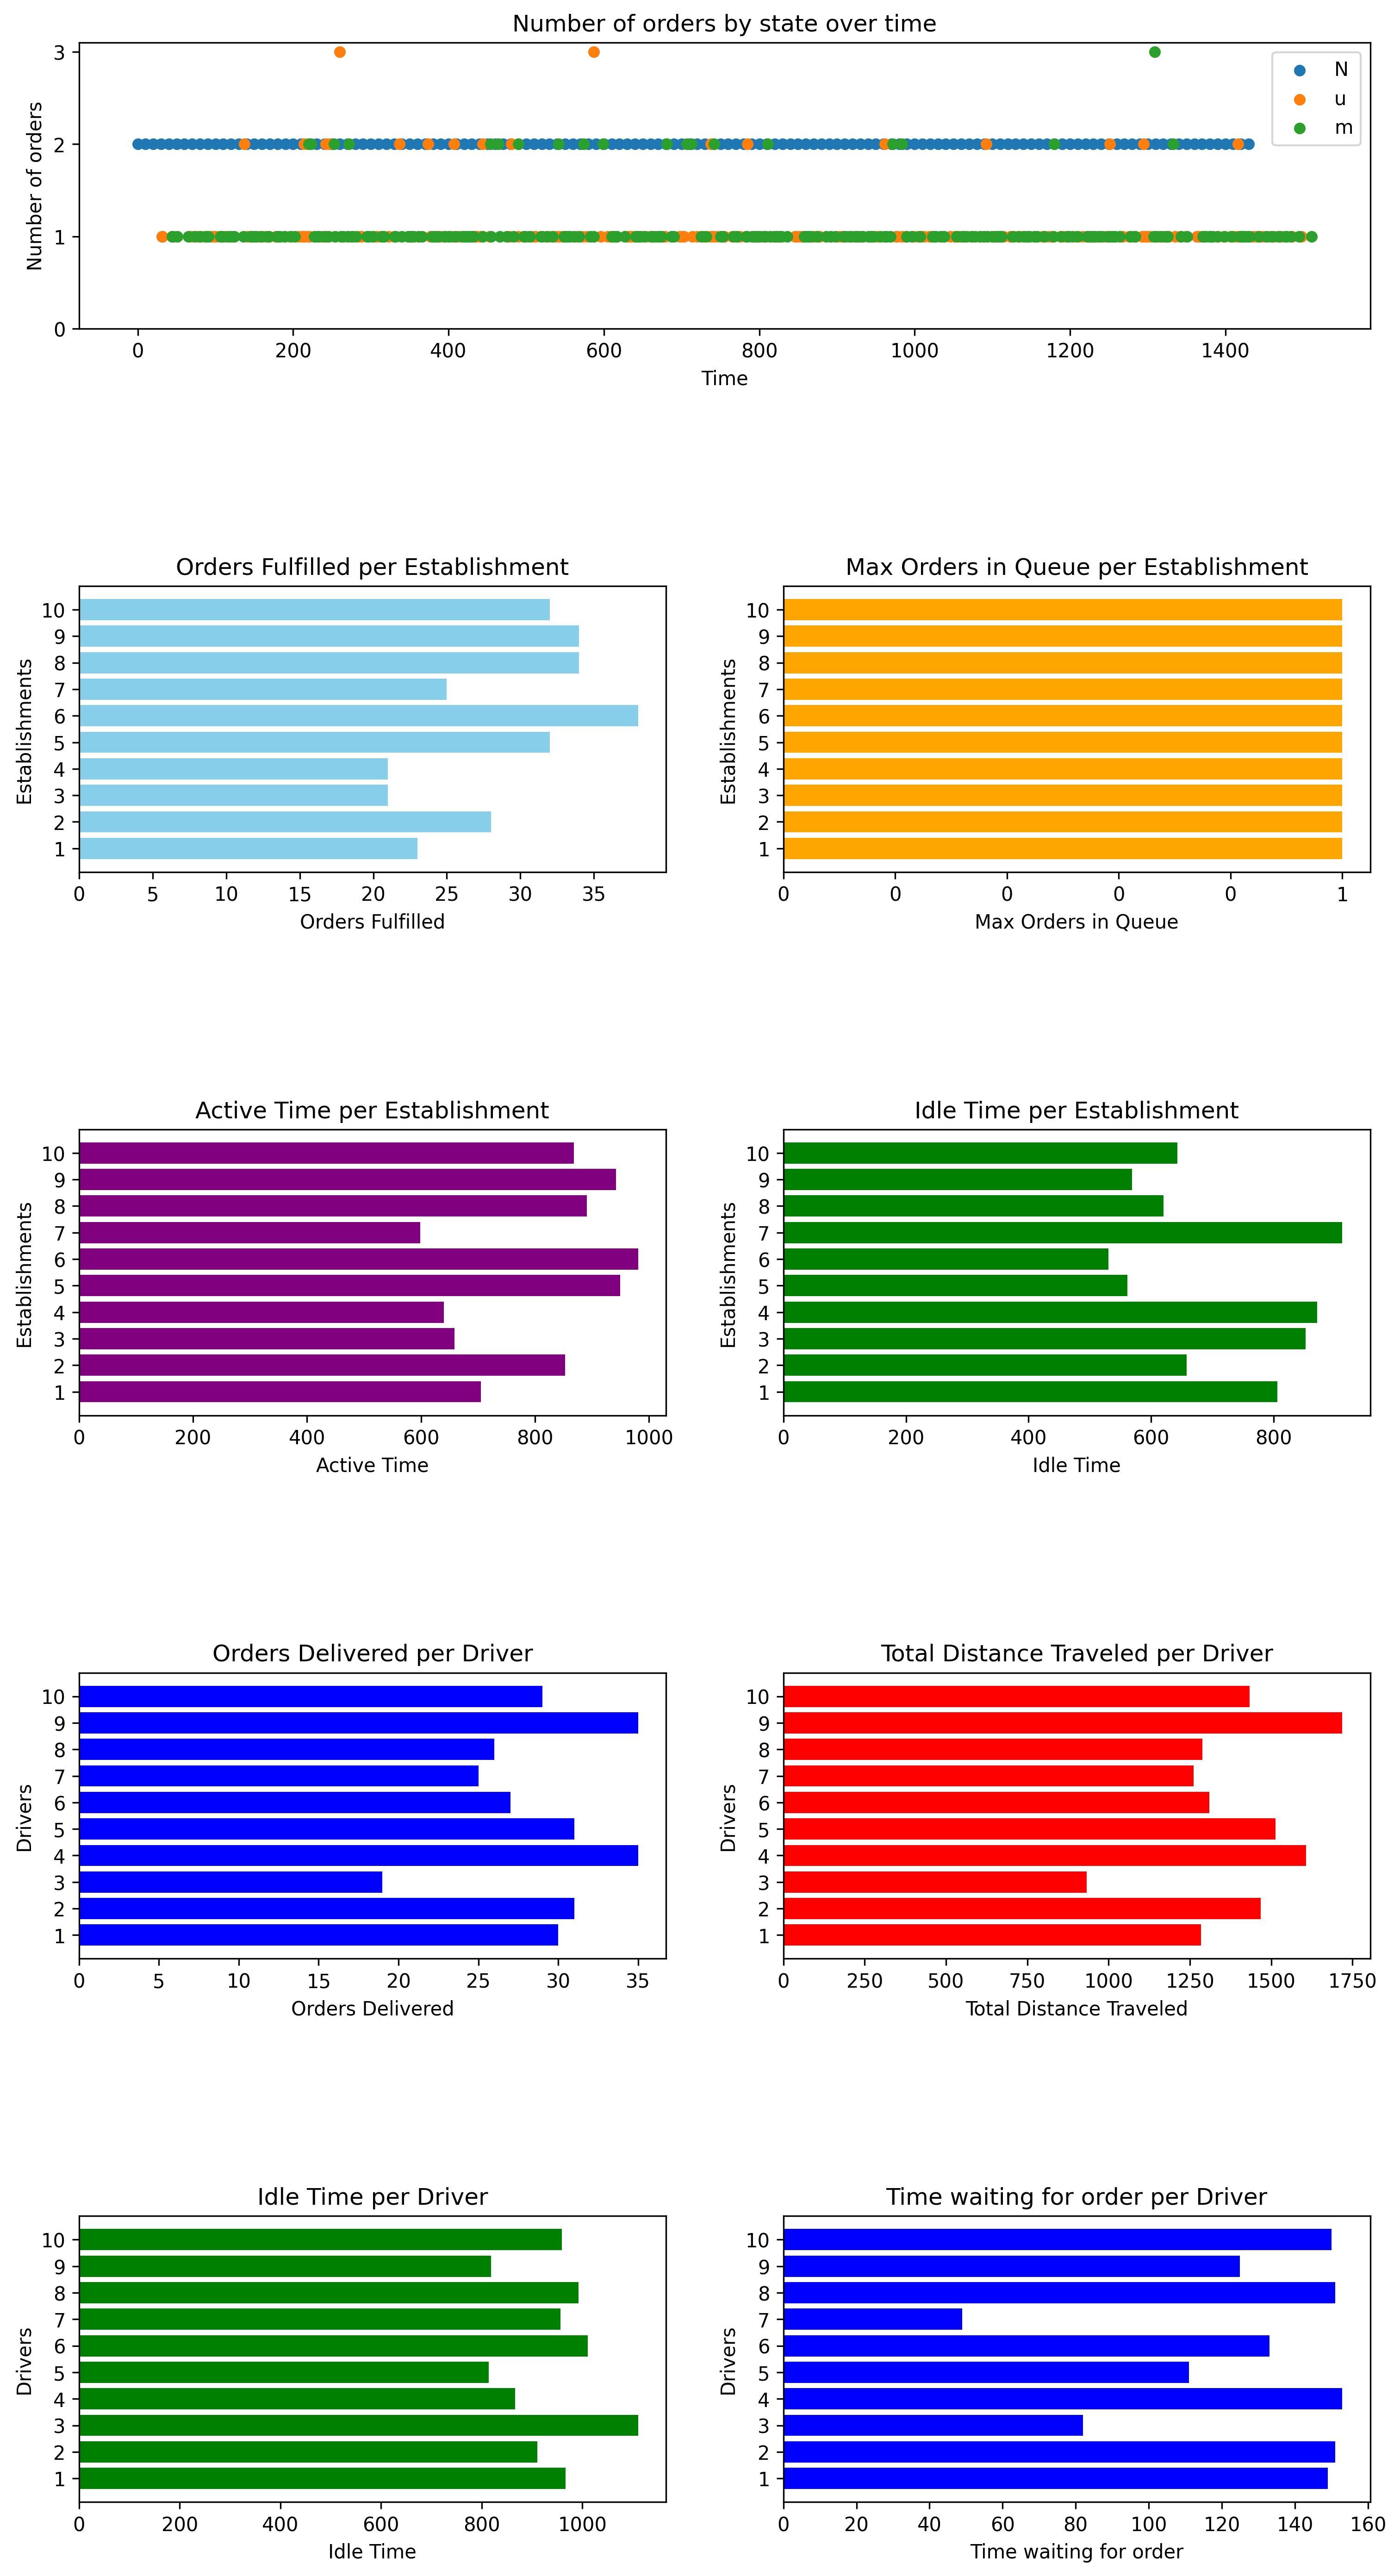 Number of orders by state over time
Number of orders
3
2
1
0
N
u
m
0 200 400 600 800 1000 1200 1400
Time
Orders Fulfilled per Establishment
Establishments
10
9
8
7
6
5
4
3
2
1
0 5 10 15 20 25 30 35
Orders Fulfilled
Max Orders in Queue per Establishment
Establishments
10
9
8
7
6
5
4
3
2
1
0 0 0 0 0 1
Max Orders in Queue
Active Time per Establishment
Establishments
10
9
8
7
6
5
4
3
2
1
0 200 400 600 800 1000
Active Time
Idle Time per Establishment
Establishments
10
9
8
7
6
5
4
3
2
1
0 200 400 600 800
Idle Time
Orders Delivered per Driver
Drivers
10
9
8
7
6
5
4
3
2
1
0 5 10 15 20 25 30 35
Orders Delivered
Total Distance Traveled per Driver
Drivers
10
9
8
7
6
5
4
3
2
1
0 250 500 750 1000 1250 1500 1750
Total Distance Traveled
Idle Time per Driver
Drivers
10
9
8
7
6
5
4
3
2
1
0 200 400 600 800 1000
Idle Time
Time waiting for order per Driver
Drivers
10
9
8
7
6
5
4
3
2
1
0 20 40 60 80 100 120 140 160
Time waiting for order